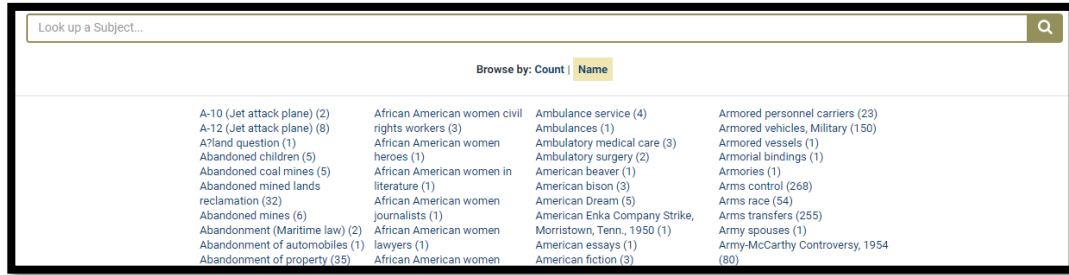 Look up a Subject...
Browse by: Count | Name
A-10 (Jet attack plane) (2)
A-12 (Jet attack plane) (8)
A?land question (1)
Abandoned children (5)
Abandoned coal mines (5)
Abandoned mined lands
reclamation (32)
Abandoned mines (6)
Abandonment (Maritime law) (2)
Abandonment of automobiles (1)
Abandonment of property (35)
African American women civil
rights workers (3)
African American women
heroes (1)
African American women in
literature (1)
African American women
journalists (1)
African American women
lawyers (1)
African American women
Ambulance service (4)
Ambulances (1)
Ambulatory medical care (3)
Ambulatory surgery (2)
American beaver (1)
American bison (3)
American Dream (5)
American Enka Company Strike,
Morristown, Tenn., 1950 (1)
American essays (1)
American fiction (3)
Armored personnel carriers (23)
Armored vehicles, Military (150)
Armored vessels (1)
Armorial bindings (1)
Armories (1)
Arms control (268)
Arms race (54)
Arms transfers (255)
Army spouses (1)
Army-McCarthy Controversy, 1954
(80)